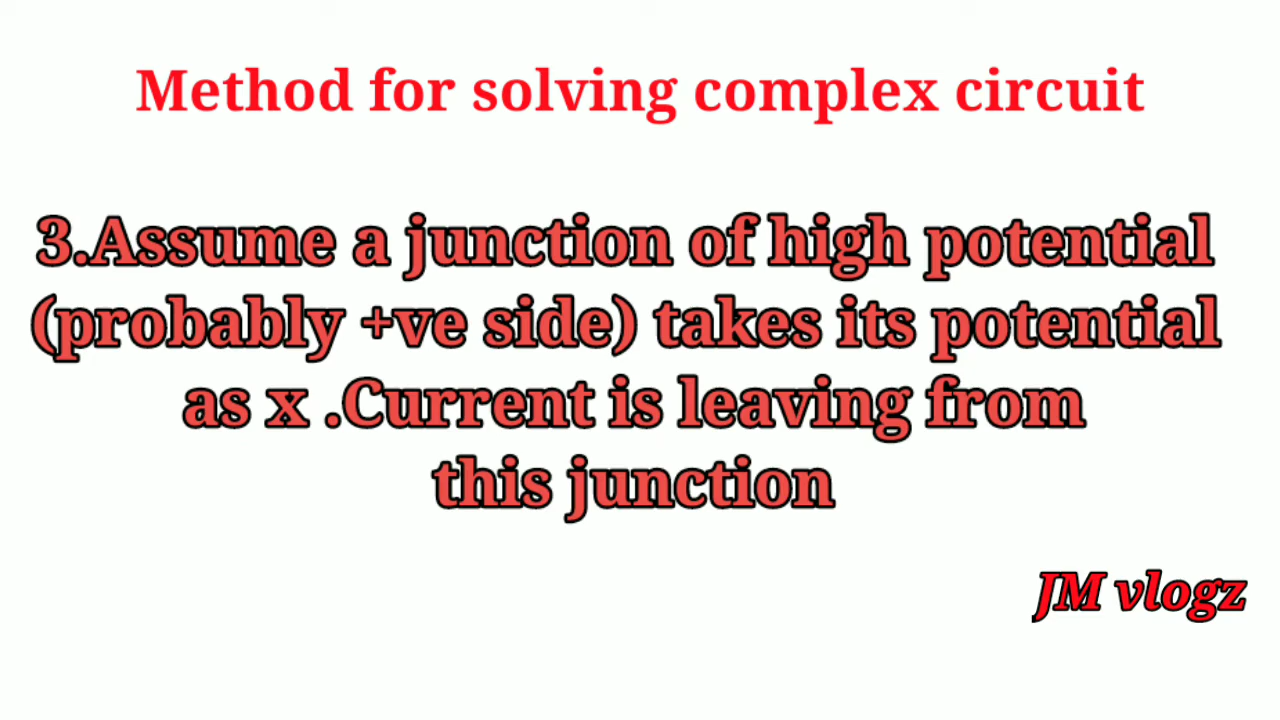 Method for solving complex circuit
3.Assume a junction of high potential
(probably +ve side) takes its potential
as x .Current is leaving from
this junction
JM vlogz